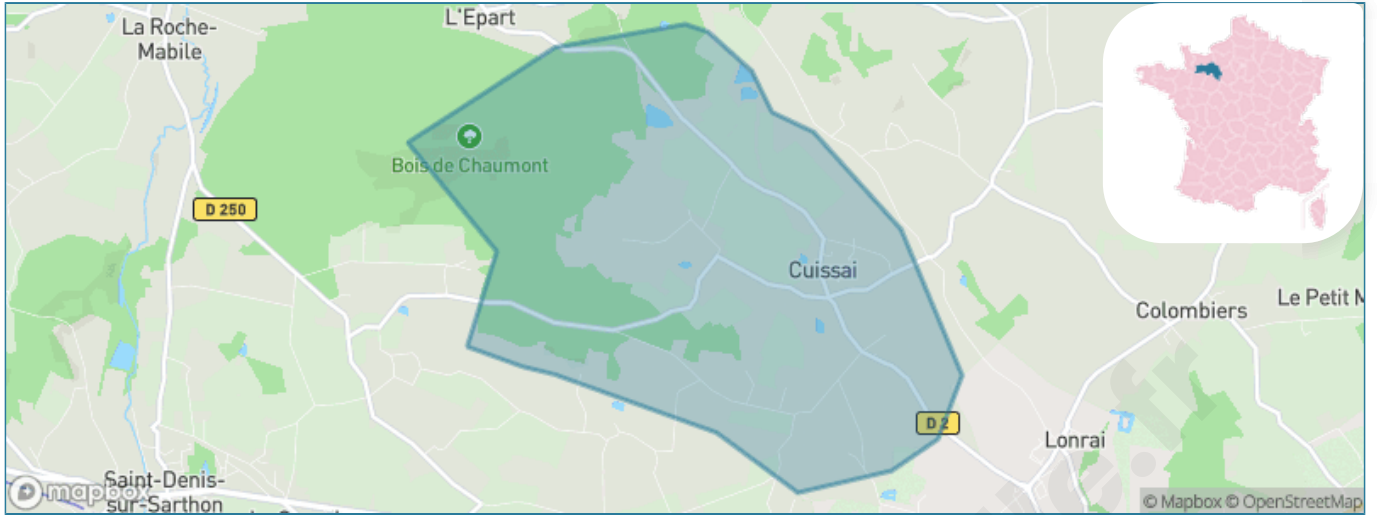 L'Epart
La Roche-
Mabile
Bois de Chaumont
D 250
Cuissai
Le Petit M
Colombiers
D 2
Lonrai
Saint-Denis-
sur-Sarthon
mapbox
© Mapbox © OpenStreetMap